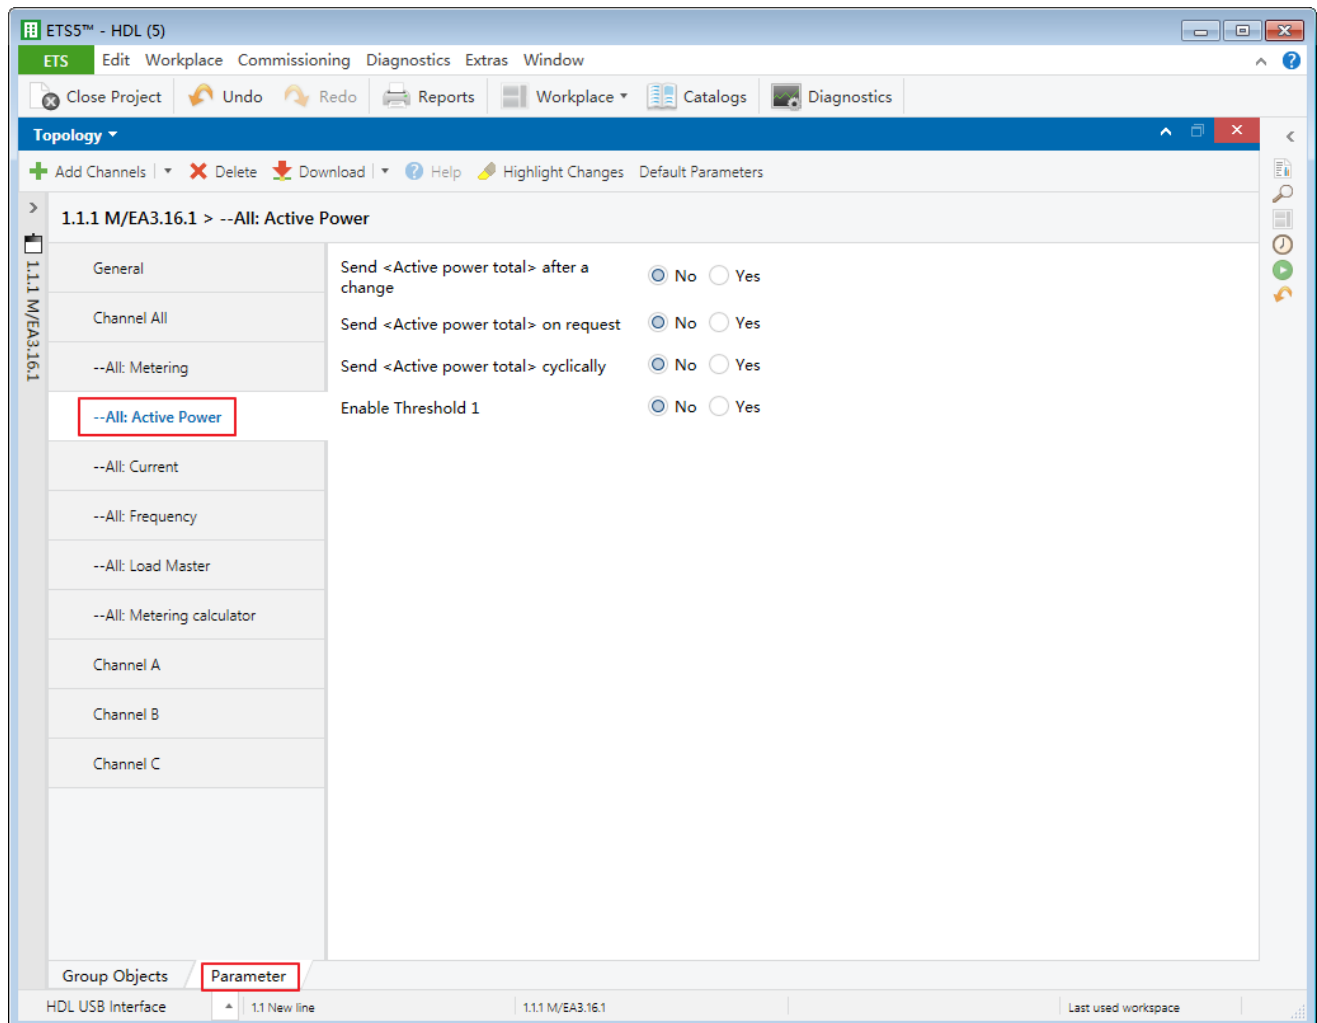 ETS5™ - HDL (5)
ETS Edit Workplace Commissioning Diagnostics Extras Window
Close Project Undo Redo Reports Workplace Catalogs Diagnostics
Topology
Add Channels Delete Download Help Highlight Changes Default Parameters
1.1.1 M/EA3.16.1 > --All: Active Power
1.1.1 M/EA3.16.1
General
Channel All
--All: Metering
--All: Active Power
--All: Current
--All: Frequency
--All: Load Master
--All: Metering calculator
Channel A
Channel B
Channel C
Send <Active power total> after a
change
No Yes
Send <Active power total> on request No Yes
Send <Active power total> cyclically No Yes
Enable Threshold 1 No Yes
Group Objects Parameter
HDL USB Interface 1.1 New line 1.1.1 M/EA3.16.1 Last used workspace